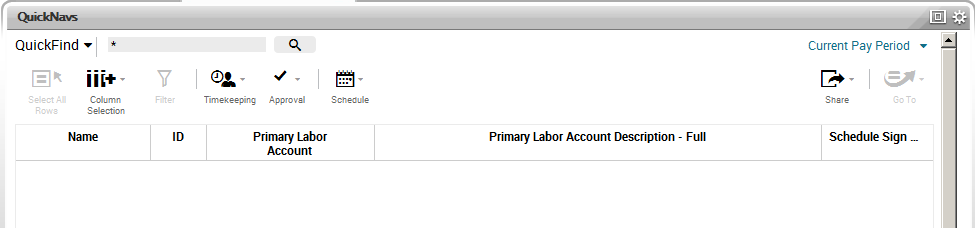 QuickNavs
QuickFind * Current Pay Period
Select All Rows
Column Selection
Filter
Timekeeping
Approval
Schedule
Share
Go To
Name
ID
Primary Labor Account
Primary Labor Account Description - Full
Schedule Sign ...